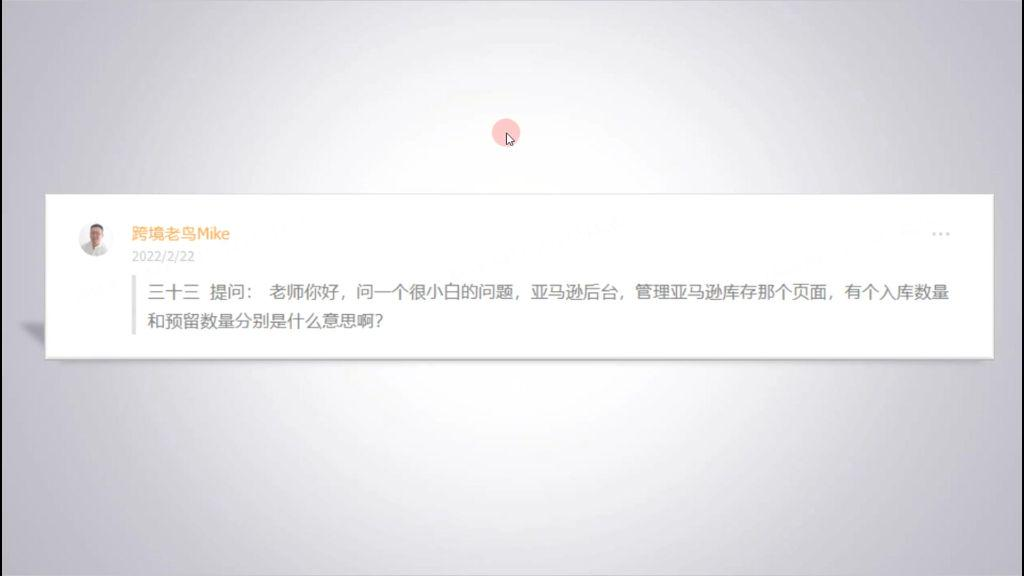 跨境老鸟Mike
2022/2/22
三十三 提问： 老师你好，问一个很小白的问题，亚马逊后台，管理亚马逊库存那个页面，有个入库数量
和预留数量分别是什么意思啊？